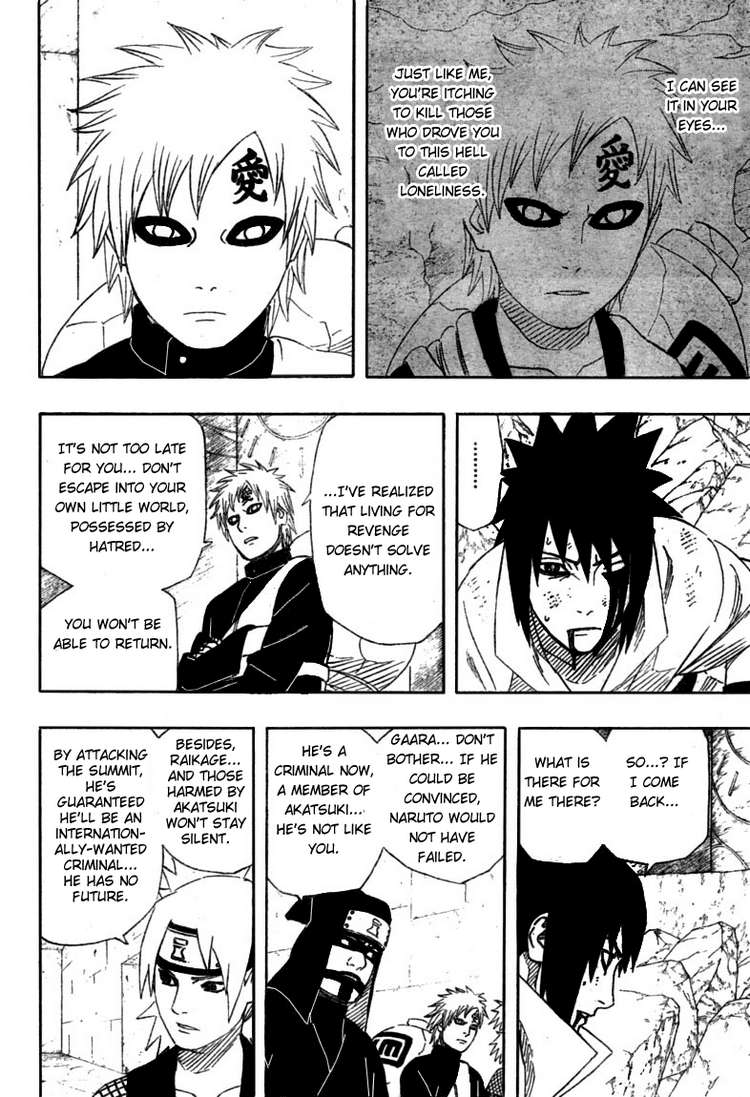 I CAN SEE
IT IN YOUR
EYES...
JUST LIKE ME,
YOU'RE ITCHING
TO KILL THOSE
WHO DROVE YOU
TO THIS HELL
CALLED
LONELINESS.
愛
愛
.........
...I'VE REALIZED
THAT LIVING FOR
REVENGE
DOESN'T SOLVE
ANYTHING.
IT'S NOT TOO LATE
FOR YOU... DON'T
ESCAPE INTO YOUR
OWN LITTLE WORLD,
POSSESSED BY
HATRED...
愛
YOU WON'T BE
ABLE TO RETURN.
SO...? IF
I COME
BACK...
WHAT IS
THERE FOR
ME THERE?
GAARA... DON'T
BOTHER... IF HE
COULD BE
CONVINCED,
NARUTO WOULD
NOT HAVE
FAILED.
HE'S A
CRIMINAL NOW,
A MEMBER OF
AKATSUKI...
HE'S NOT LIKE
YOU.
BESIDES,
RAIKAGE...
...AND THOSE
HARMED BY
AKATSUKI
WON'T STAY
SILENT.
BY ATTACKING
THE SUMMIT,
HE'S
GUARANTEED
HE'LL BE AN
INTERNATION-
ALLY-WANTED
CRIMINAL...
HE HAS NO
FUTURE.